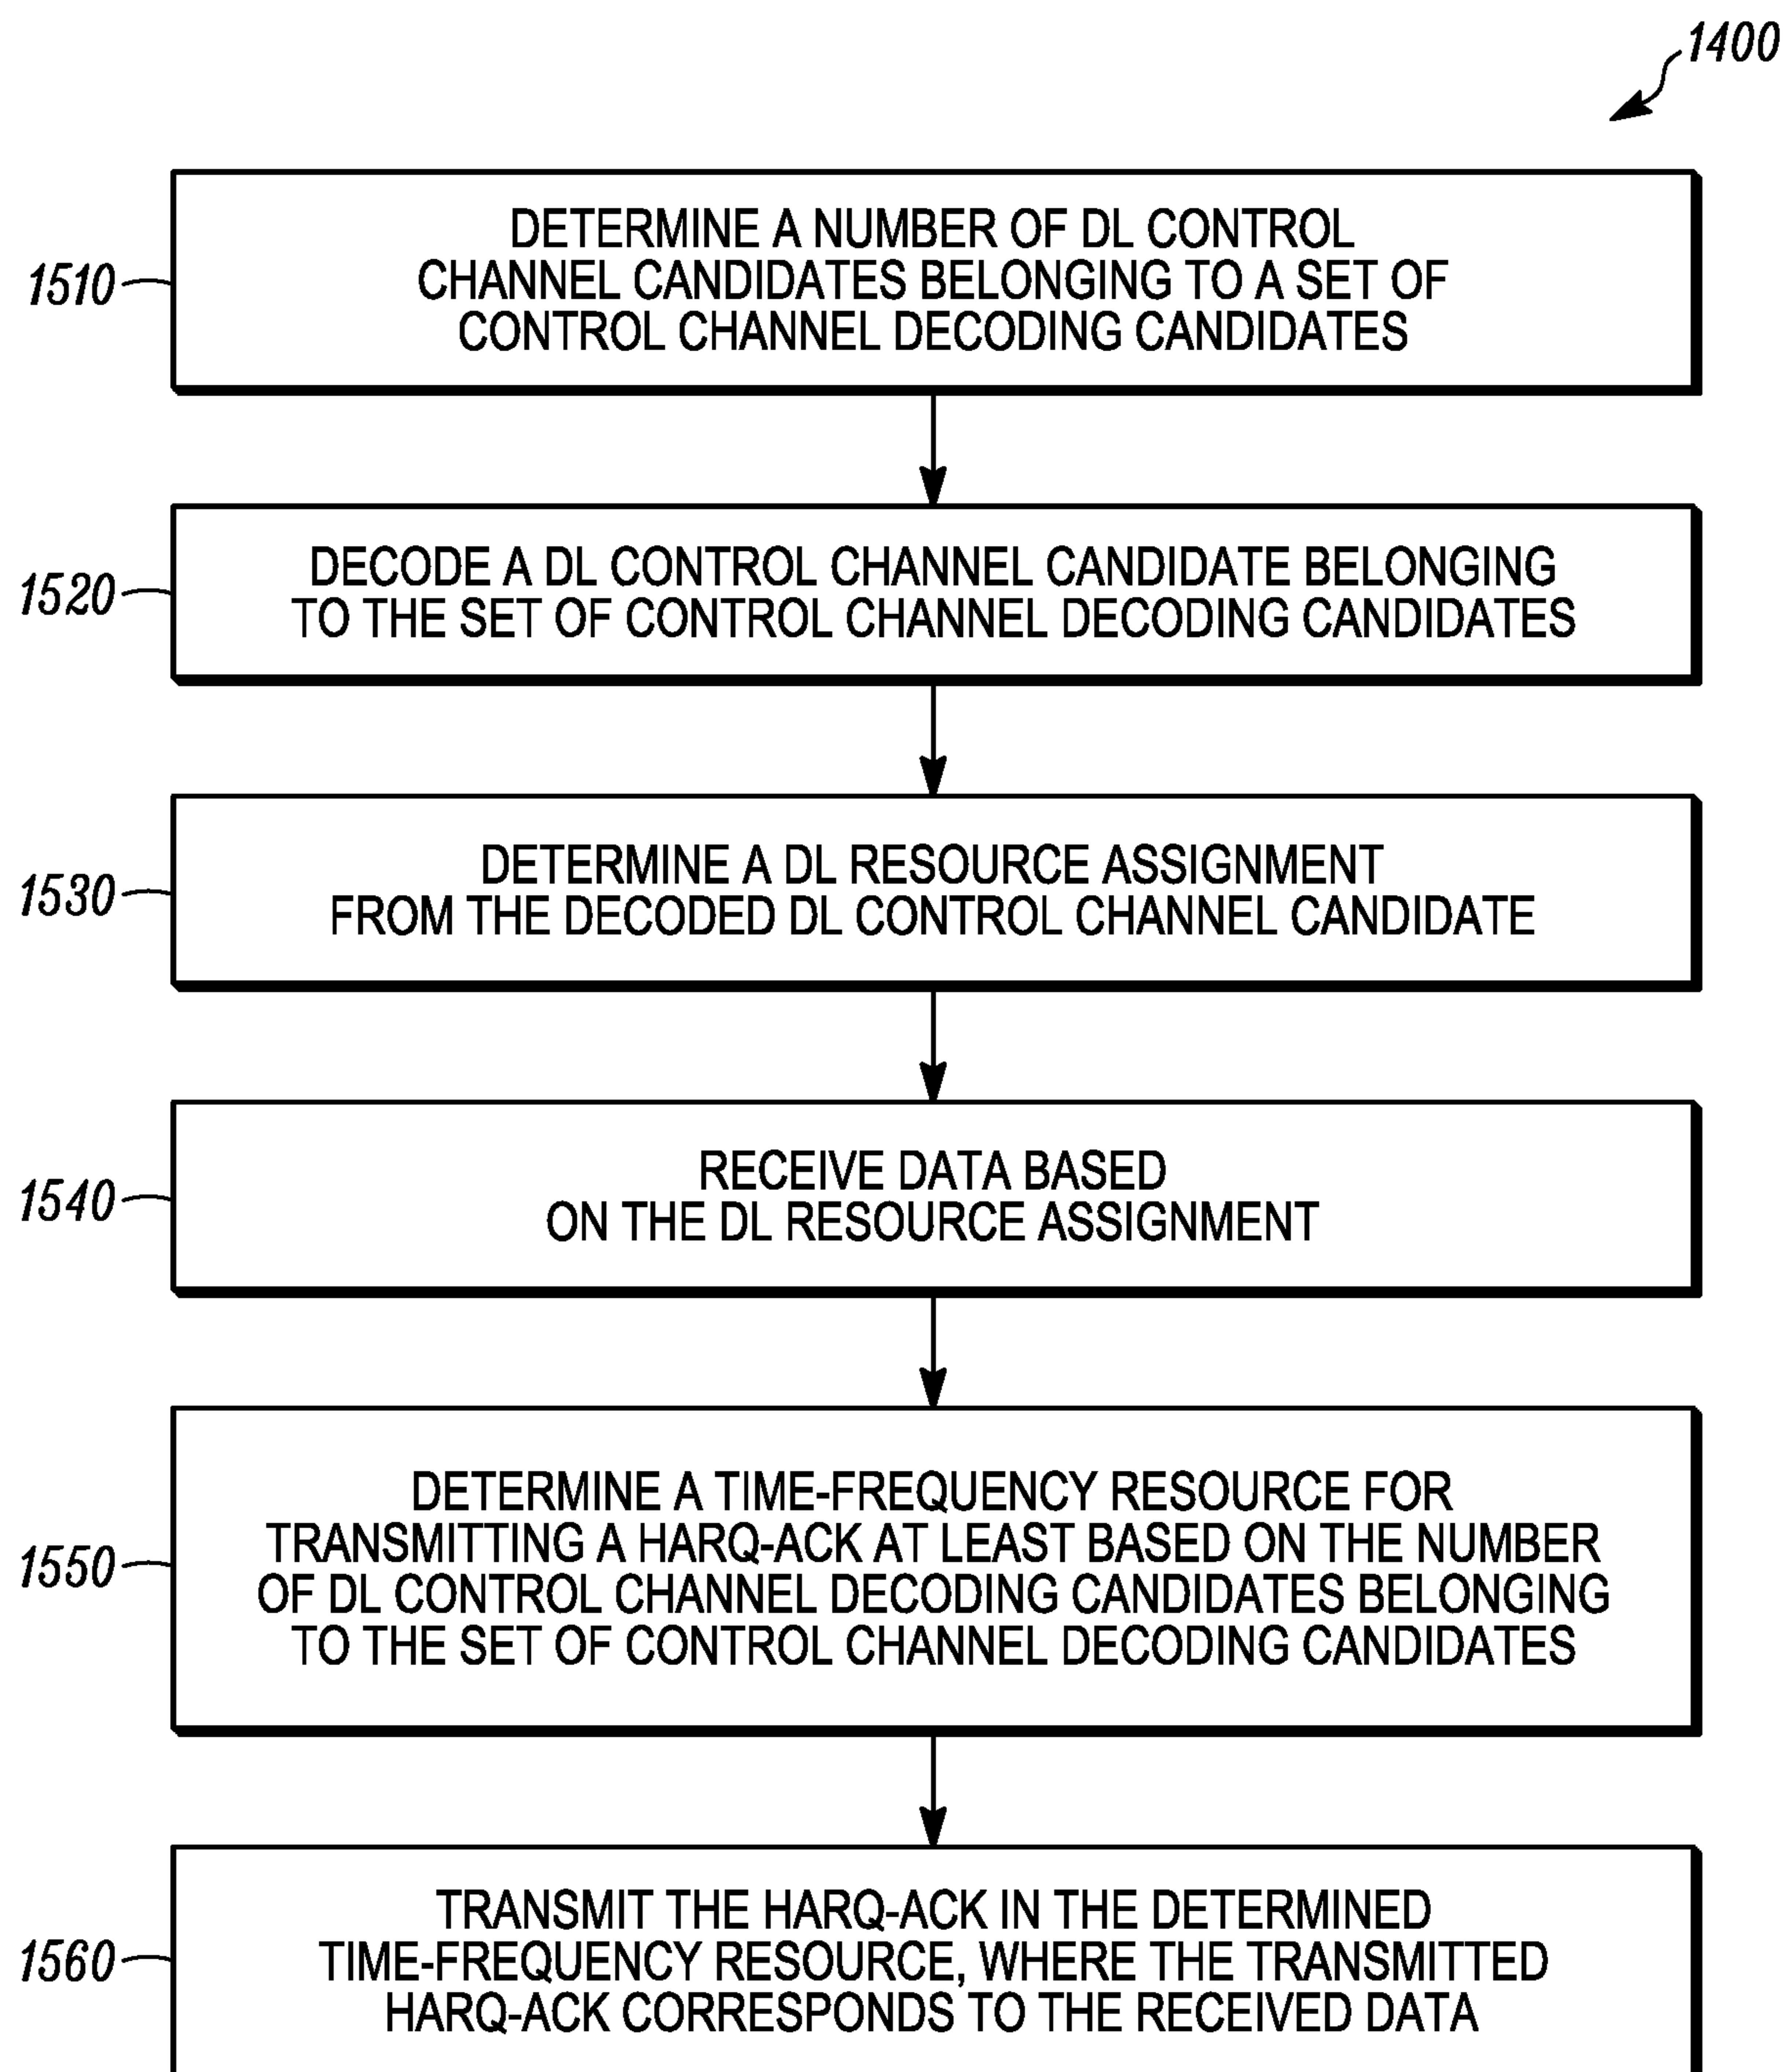 1400
1510
DETERMINE A NUMBER OF DL CONTROL
CHANNEL CANDIDATES BELONGING TO A SET OF
CONTROL CHANNEL DECODING CANDIDATES
1520
DECODE A DL CONTROL CHANNEL CANDIDATE BELONGING
TO THE SET OF CONTROL CHANNEL DECODING CANDIDATES
1530
DETERMINE A DL RESOURCE ASSIGNMENT
FROM THE DECODED DL CONTROL CHANNEL CANDIDATE
1540
RECEIVE DATA BASED
ON THE DL RESOURCE ASSIGNMENT
1550
DETERMINE A TIME-FREQUENCY RESOURCE FOR
TRANSMITTING A HARQ-ACK AT LEAST BASED ON THE NUMBER
OF DL CONTROL CHANNEL DECODING CANDIDATES BELONGING
TO THE SET OF CONTROL CHANNEL DECODING CANDIDATES
1560
TRANSMIT THE HARQ-ACK IN THE DETERMINED
TIME-FREQUENCY RESOURCE, WHERE THE TRANSMITTED
HARQ-ACK CORRESPONDS TO THE RECEIVED DATA